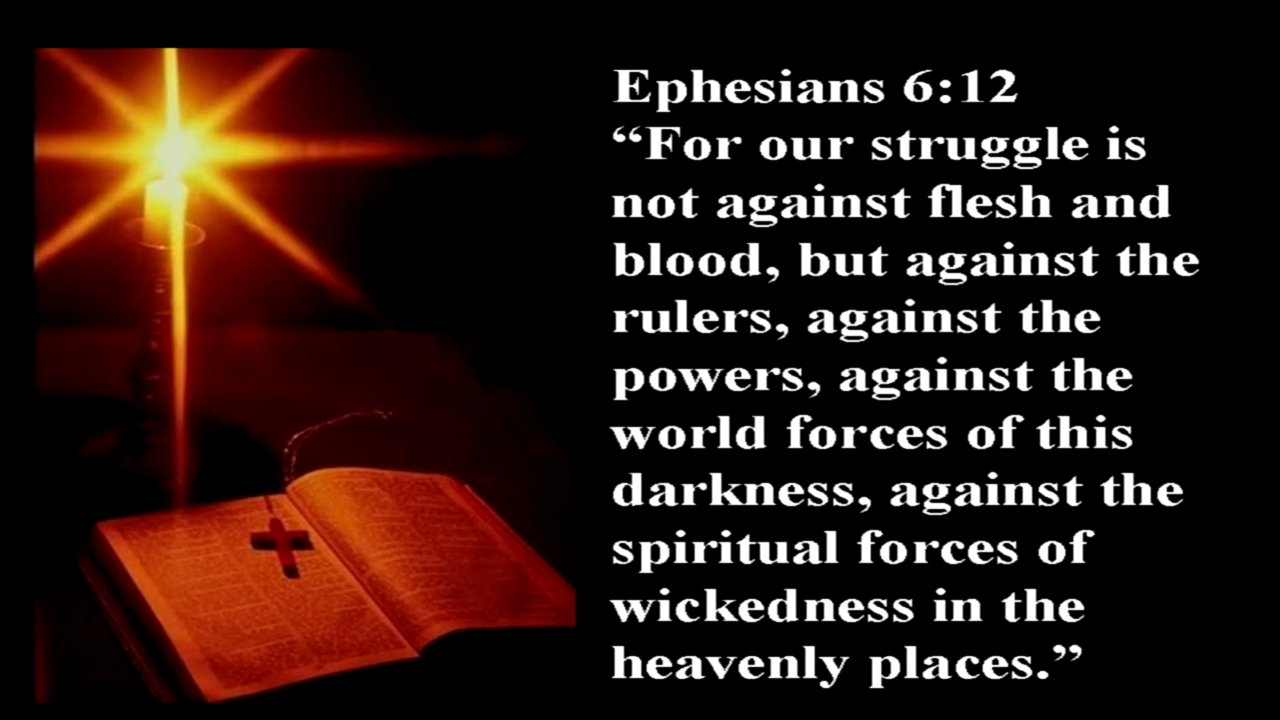 Ephesians 6:12
“For our struggle is
not against flesh and
blood, but against the
rulers, against the
powers, against the
world forces of this
darkness, against the
spiritual forces of
wickedness in the
heavenly places.”